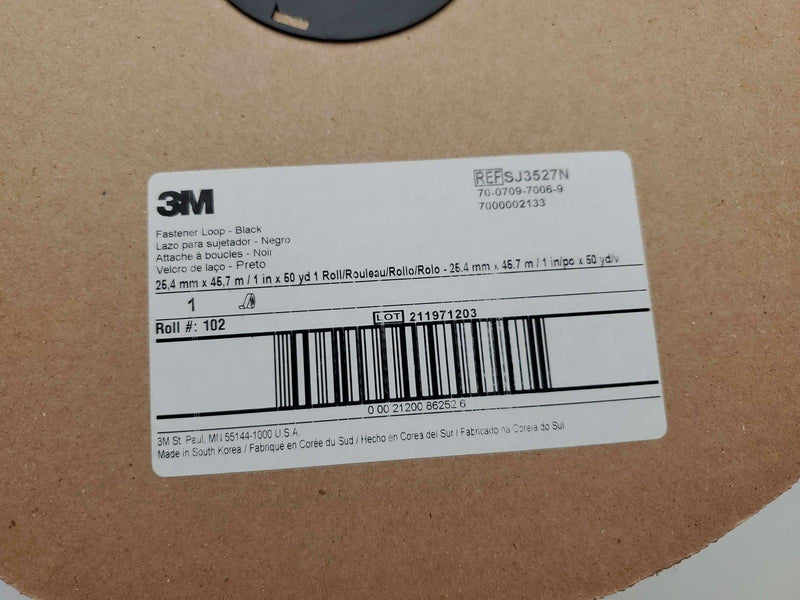 3M
REF SJ3527N
70-0709-7006-9
7000002133
Fastener Loop - Black
Lazo para sujetador - Negro
Attache à boucles - Noir
Velcro de laço - Preto
25,4 mm x 45,7 m / 1 in x 50 yd 1 Roll/Rouleau/Rollo/Rolo - 25.4 mm x 45.7 m / 1 in/po x 50 yd/v
1
Roll #: 102
LOT 211971203
0 00 21200 86252 6
3M St. Paul, MN 55144-1000 U.S.A.
Made in South Korea / Fabriqué en Corée du Sud / Hecho en Corea del Sur / Fabricado na Coreia do Sul